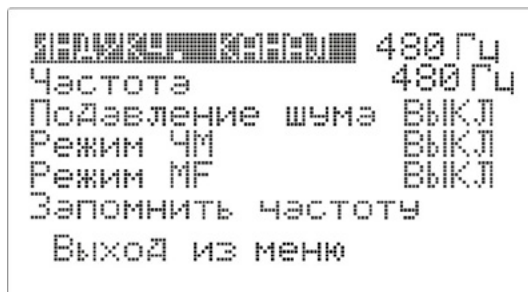 ИНДУКЦ. КАНАЛ 480 Гц
Частота 480 Гц
Подавление шума ВЫКЛ
Режим ЧМ ВЫКЛ
Режим MF ВЫКЛ
Запомнить частоту
Выход из меню